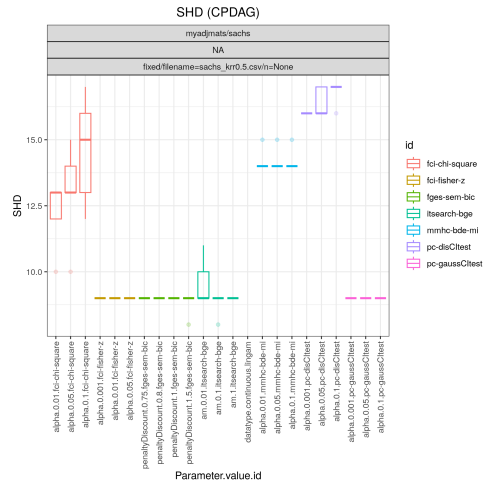 SHD (CPDAG)
myadjmats/sachs
NA
fixed/filename=sachs_krr0.5.csv/n=None
SHD
15.0
12.5
10.0
alpha.0.01.fci-chi-square
alpha.0.05.fci-chi-square
alpha.0.1.fci-chi-square
alpha.0.001.fci-fisher-z
alpha.0.01.fci-fisher-z
alpha.0.05.fci-fisher-z
penaltyDiscount.0.75.fges-sem-bic
penaltyDiscount.0.8.fges-sem-bic
penaltyDiscount.1.fges-sem-bic
penaltyDiscount.1.5.fges-sem-bic
am.0.01.itsearch-bge
am.0.1.itsearch-bge
am.1.itsearch-bge
datatype.continuous.lingam
alpha.0.01.mmhc-bde-mi
alpha.0.05.mmhc-bde-mi
alpha.0.1.mmhc-bde-mi
alpha.0.001.pc-disCItest
alpha.0.05.pc-disCItest
alpha.0.1.pc-disCItest
alpha.0.001.pc-gaussCItest
alpha.0.05.pc-gaussCItest
alpha.0.1.pc-gaussCItest
Parameter.value.id
id
fci-chi-square
fci-fisher-z
fges-sem-bic
itsearch-bge
mmhc-bde-mi
pc-disCItest
pc-gaussCItest